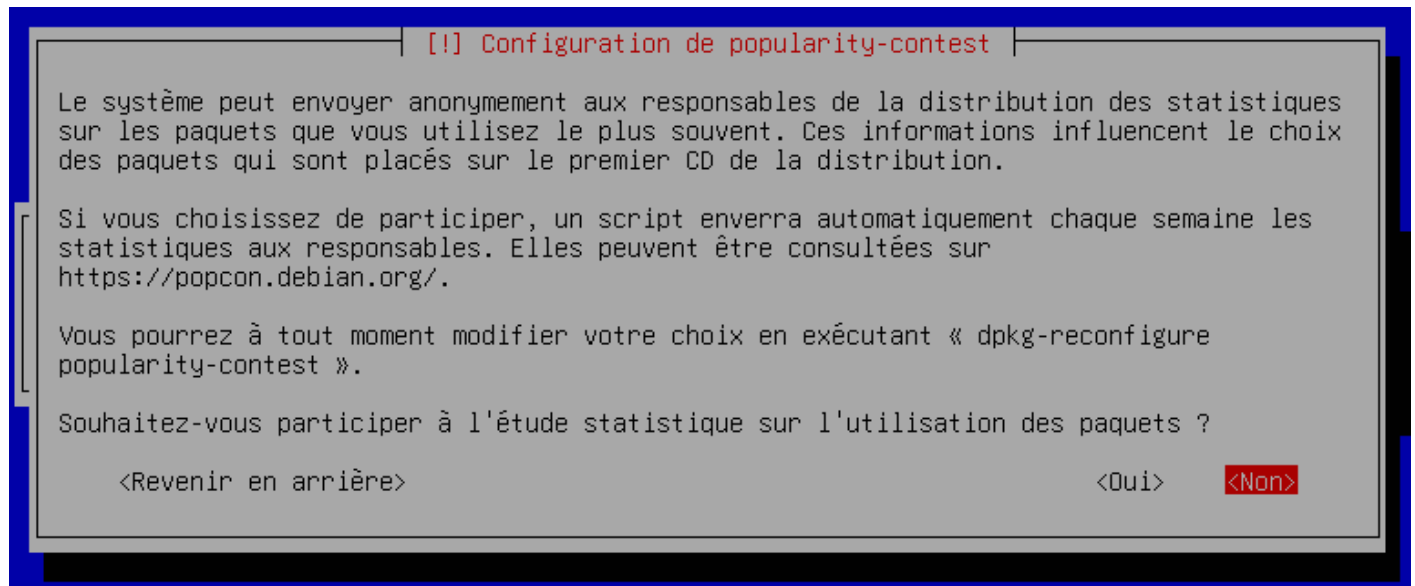 [!] Configuration de popularity-contest
Le système peut envoyer anonymement aux responsables de la distribution des statistiques
sur les paquets que vous utilisez le plus souvent. Ces informations influencent le choix
des paquets qui sont placés sur le premier CD de la distribution.
Si vous choisissez de participer, un script enverra automatiquement chaque semaine les
statistiques aux responsables. Elles peuvent être consultées sur
https://popcon.debian.org/.
Vous pourrez à tout moment modifier votre choix en exécutant « dpkg-reconfigure
popularity-contest ».
Souhaitez-vous participer à l'étude statistique sur l'utilisation des paquets ?
<Revenir en arrière> <Oui> <Non>